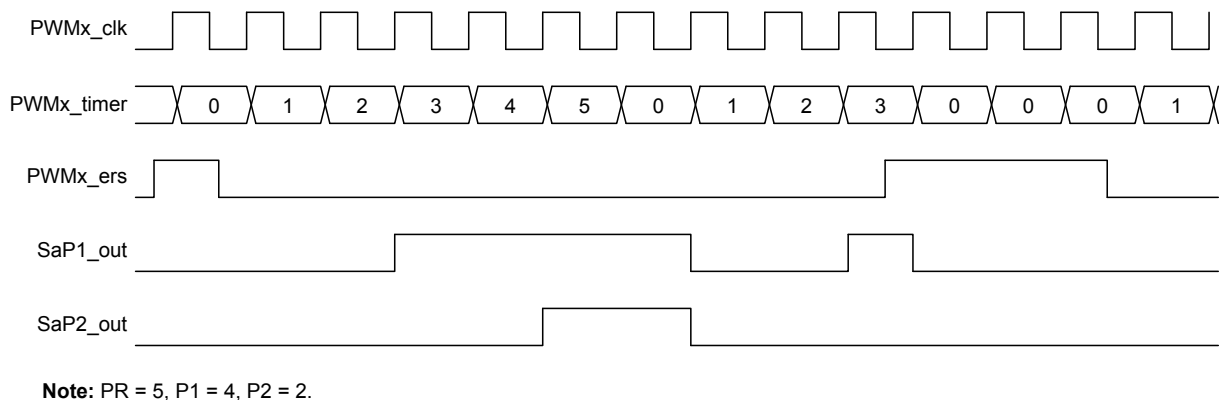 PWMx_clk
PWMx_timer 0 1 2 3 4 5 0 1 2 3 0 0 0 1
PWMx_ers
SaP1_out
SaP2_out
Note: PR = 5, P1 = 4, P2 = 2.